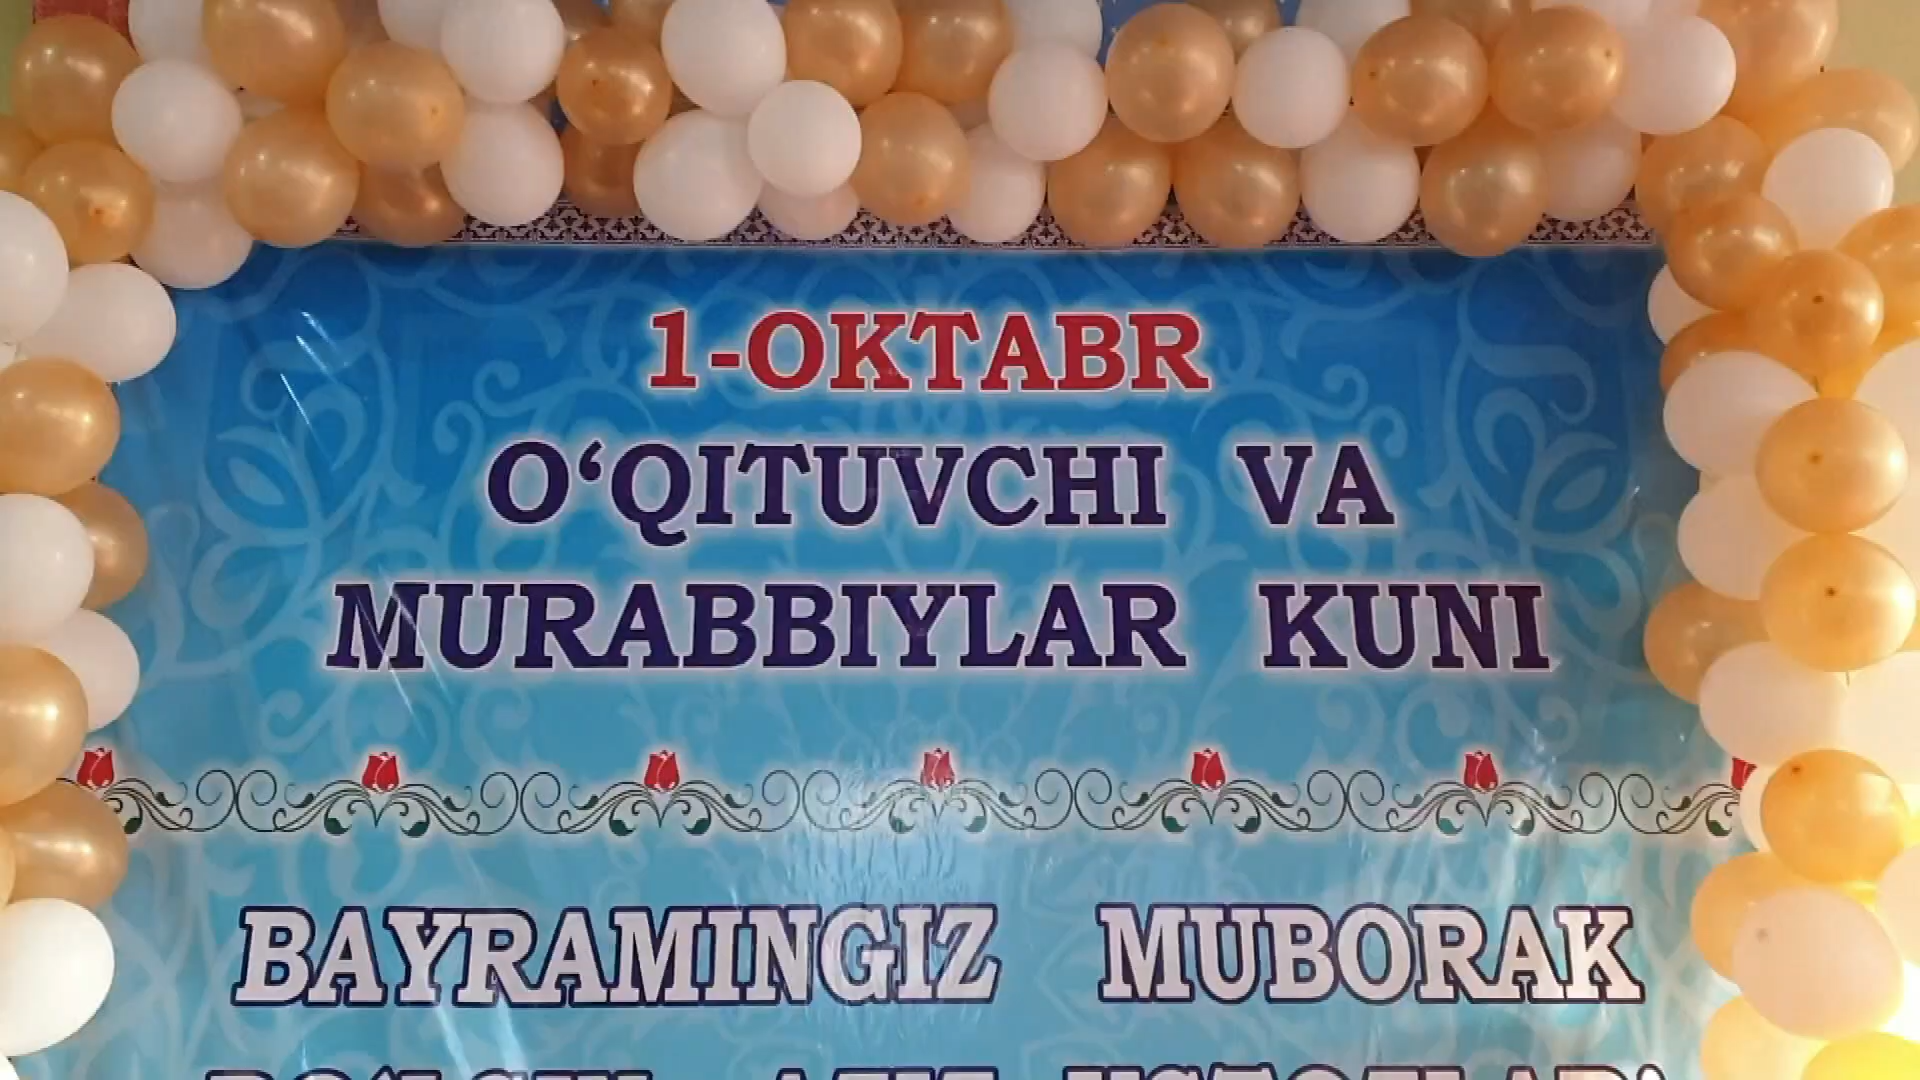 1-OKTABR
O‘QITUVCHI VA
MURABBIYLAR KUNI
BAYRAMINGIZ MUBORAK